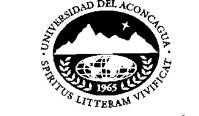 UNIVERSIDAD DEL ACONCAGUA
1965
SPIRITUS LITTERAM VIVIFICAT